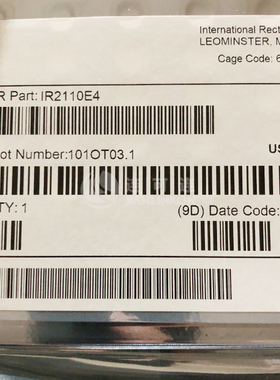 International Rect
LEOMINSTER, M
Cage Code: 6
R Part: IR2110E4
ot Number:101OT03.1
US
TY: 1
(9D) Date Code: